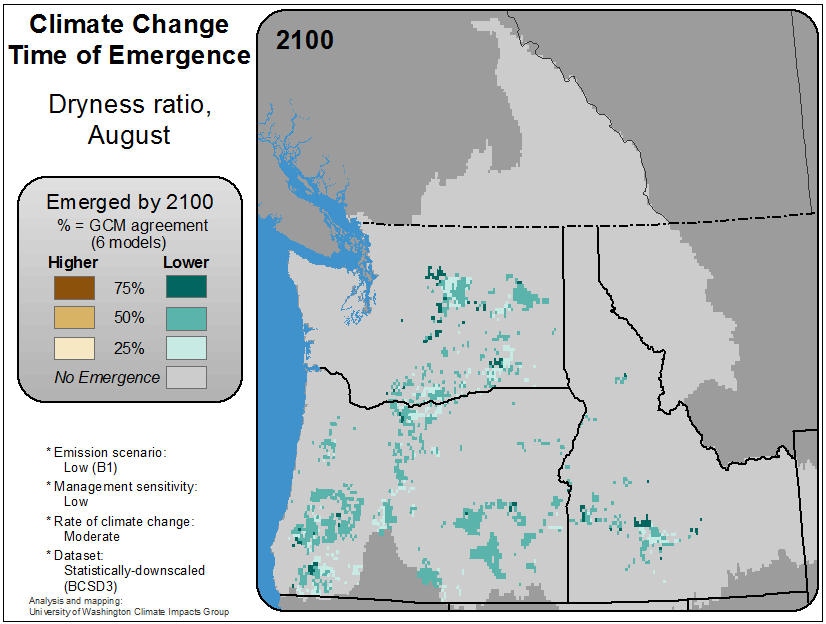 Climate Change
Time of Emergence
Dryness ratio,
August
2100
Emerged by 2100
% = GCM agreement
(6 models)
Higher Lower
75%
50%
25%
No Emergence
* Emission scenario:
Low (B1)
* Management sensitivity:
Low
* Rate of climate change:
Moderate
* Dataset:
Statistically-downscaled
(BCSD3)
Analysis and mapping:
University of Washington Climate Impacts Group